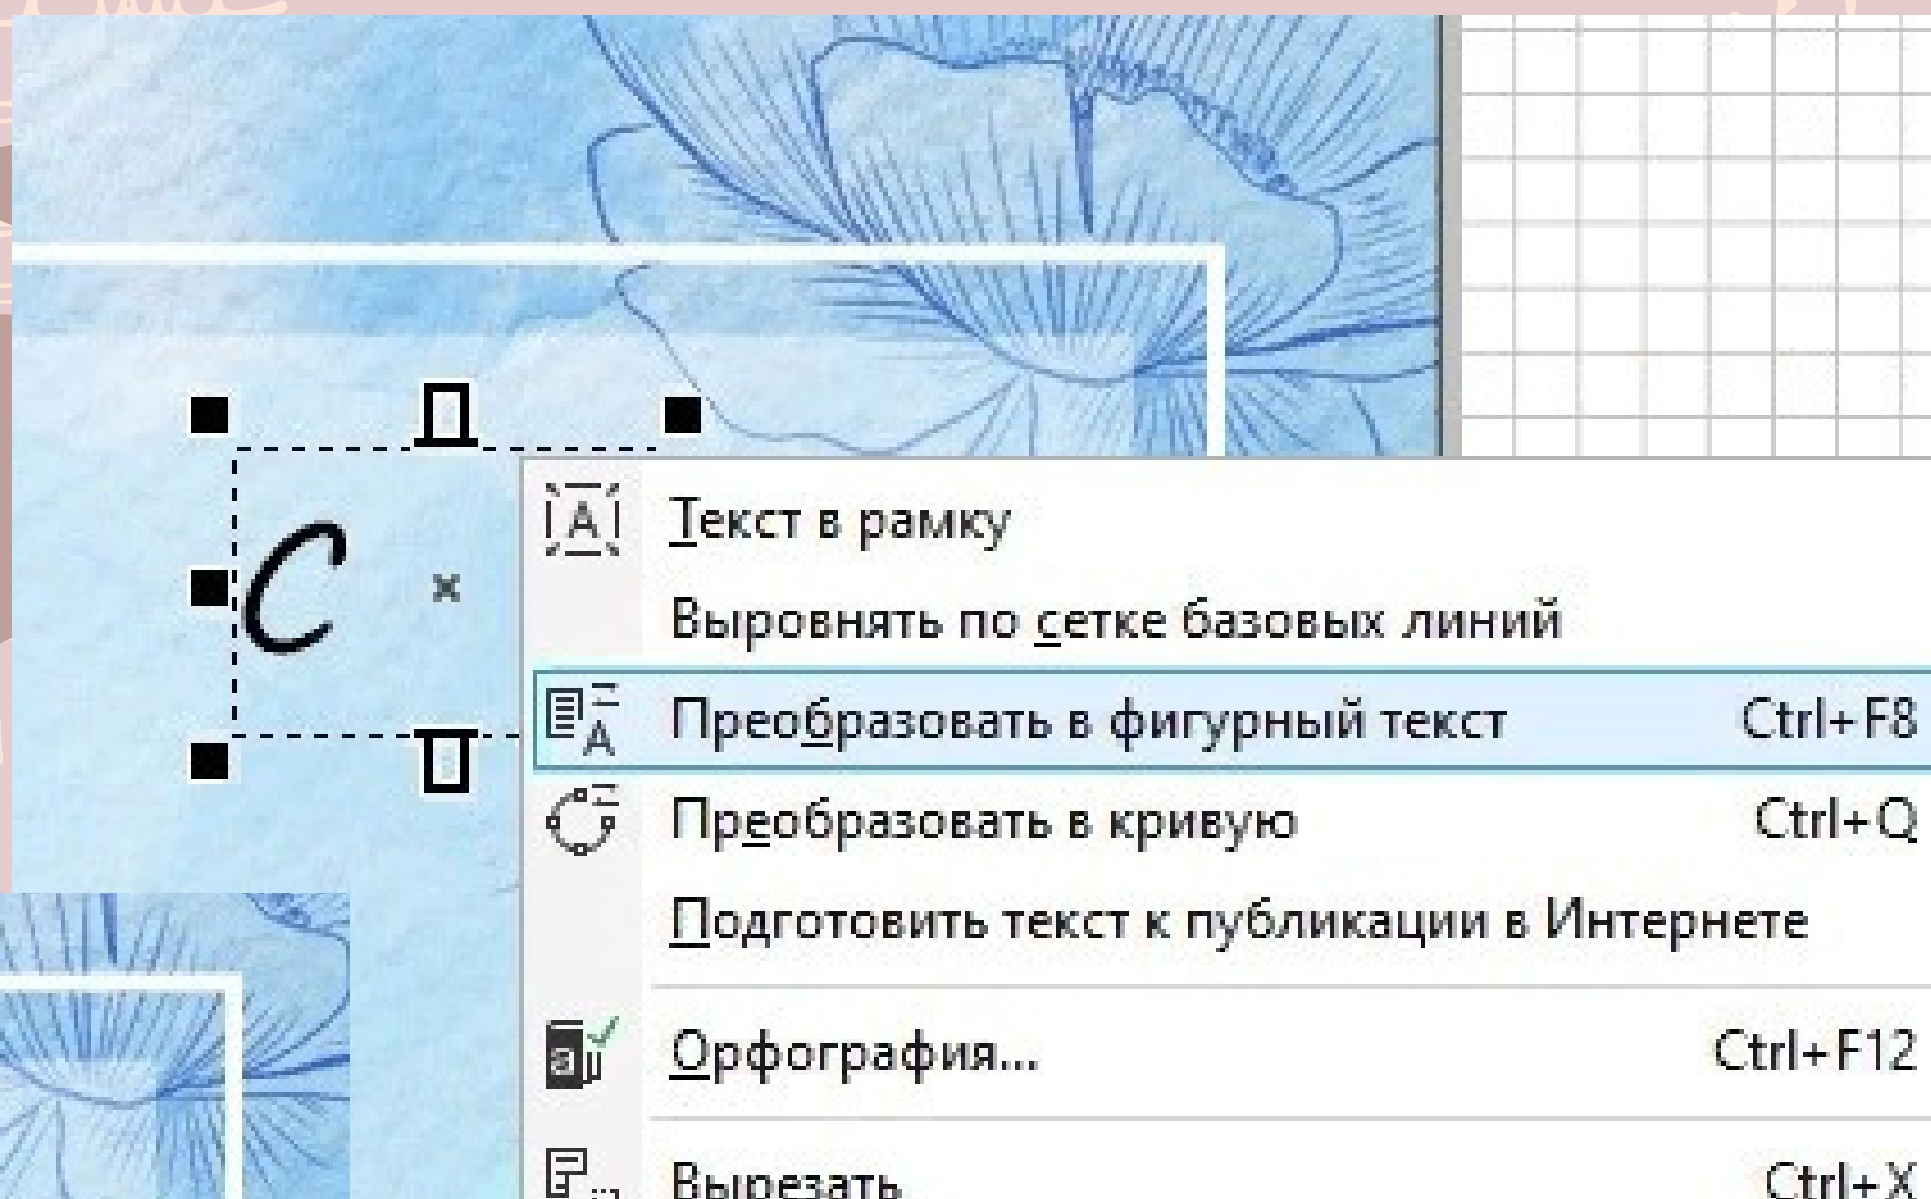 С
Текст в рамку
Выровнять по сетке базовых линий
Преобразовать в фигурный текст Ctrl+F8
Преобразовать в кривую Ctrl+Q
Подготовить текст к публикации в Интернете
Орфография... Ctrl+F12
Вырезать Ctrl+X